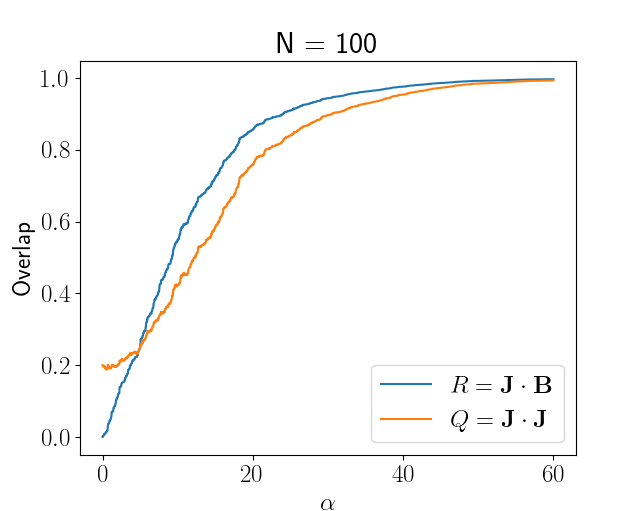 N = 100
1.0
0.8
0.6
0.4
0.2
0.0
Overlap
R = J · B
Q = J · J
0 20 40 60
α